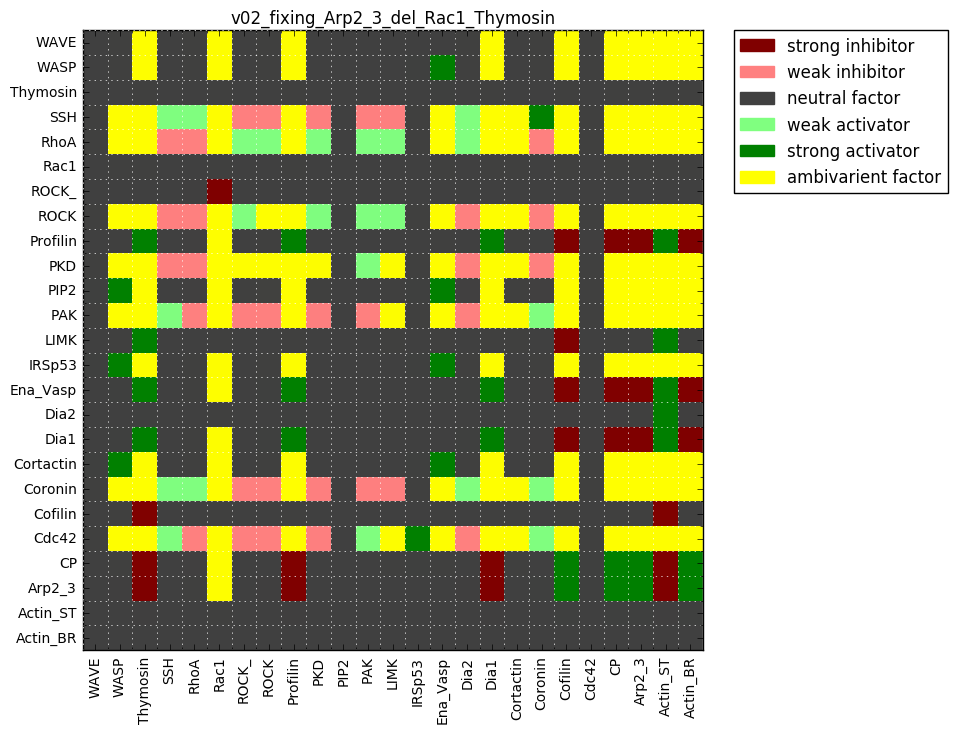 v02_fixing_Arp2_3_del_Rac1_Thymosin
WAVE
WASP
Thymosin
SSH
RhoA
Rac1
ROCK_
ROCK
Profilin
PKD
PIP2
PAK
LIMK
IRSp53
Ena_Vasp
Dia2
Dia1
Cortactin
Coronin
Cofilin
Cdc42
CP
Arp2_3
Actin_ST
Actin_BR
WAVE
WASP
Thymosin
SSH
RhoA
Rac1
ROCK_
ROCK
Profilin
PKD
PIP2
PAK
LIMK
IRSp53
Ena_Vasp
Dia2
Dia1
Cortactin
Coronin
Cofilin
Cdc42
CP
Arp2_3
Actin_ST
Actin_BR
strong inhibitor
weak inhibitor
neutral factor
weak activator
strong activator
ambivarient factor